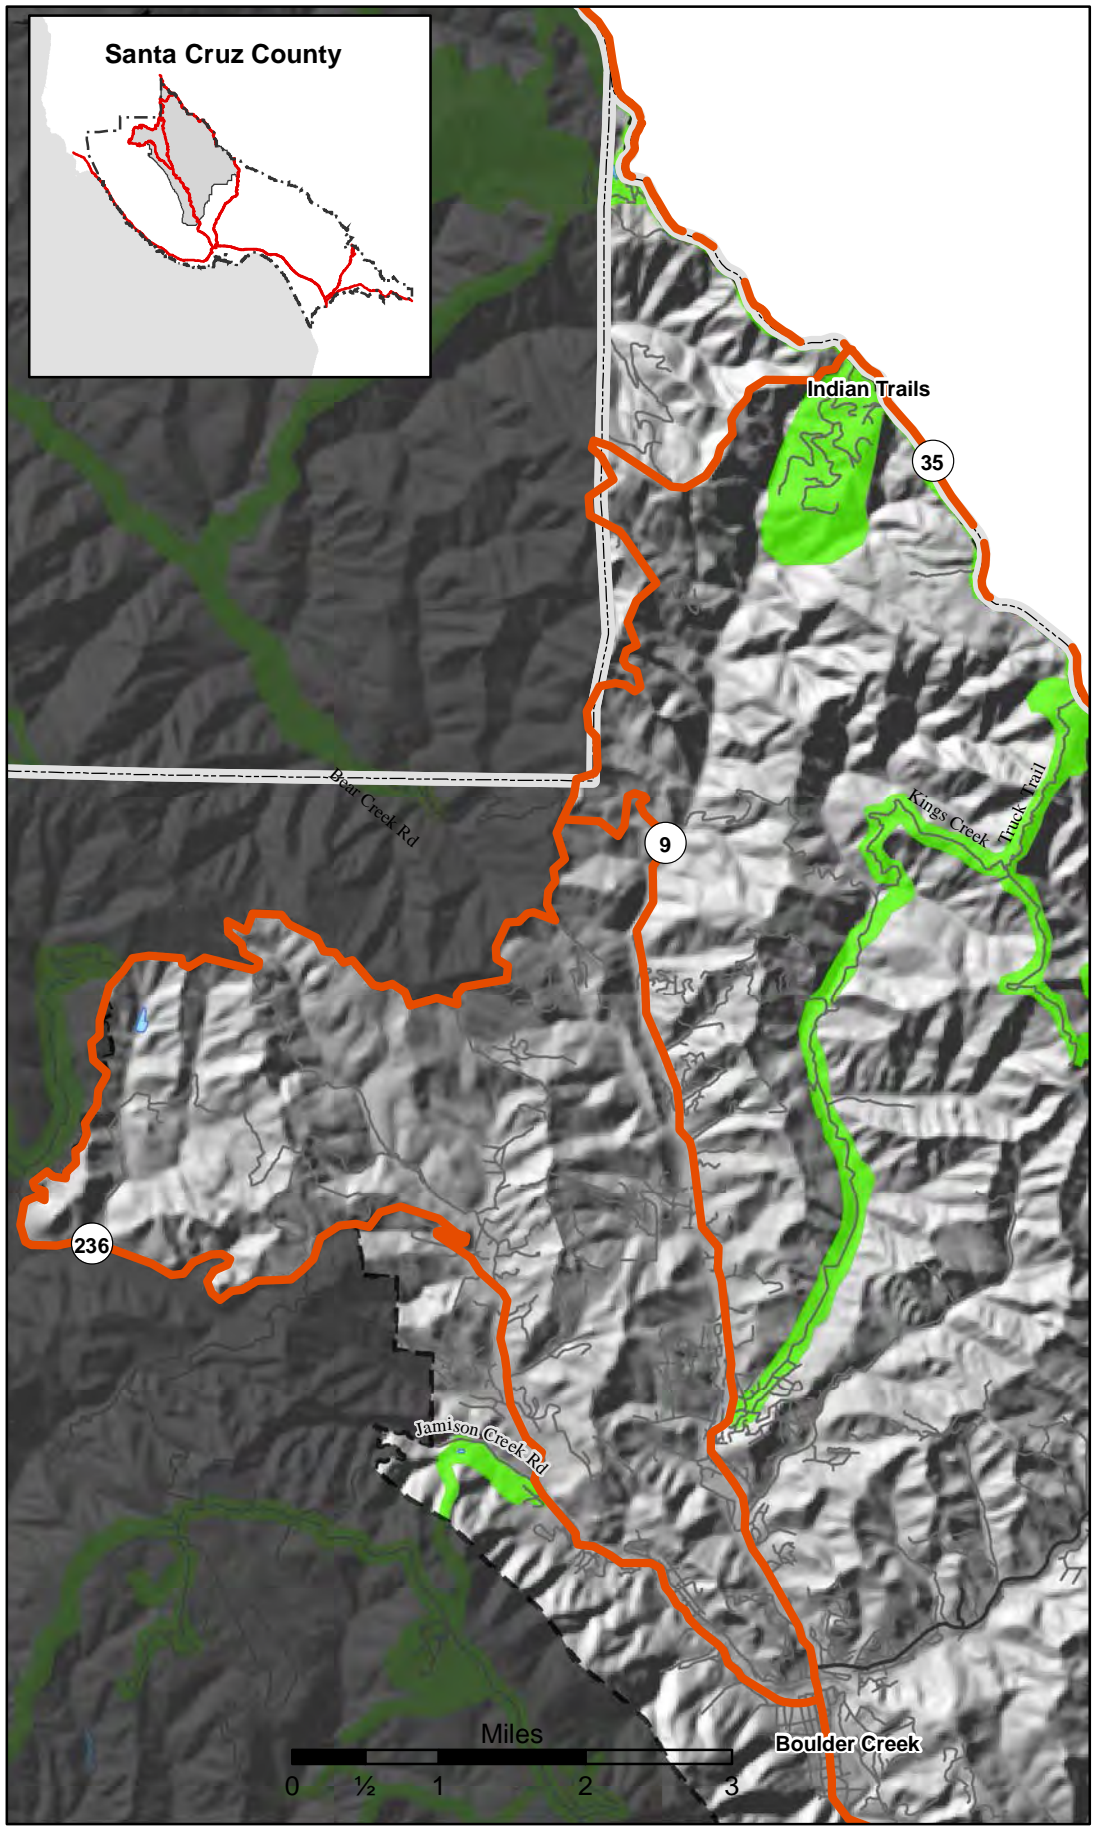 Santa Cruz County
Indian Trails
35
Bear Creek Rd
Kings Creek
Truck Trail
9
236
Jamison Creek Rd
Miles
Boulder Creek
0 ½ 1 2 3